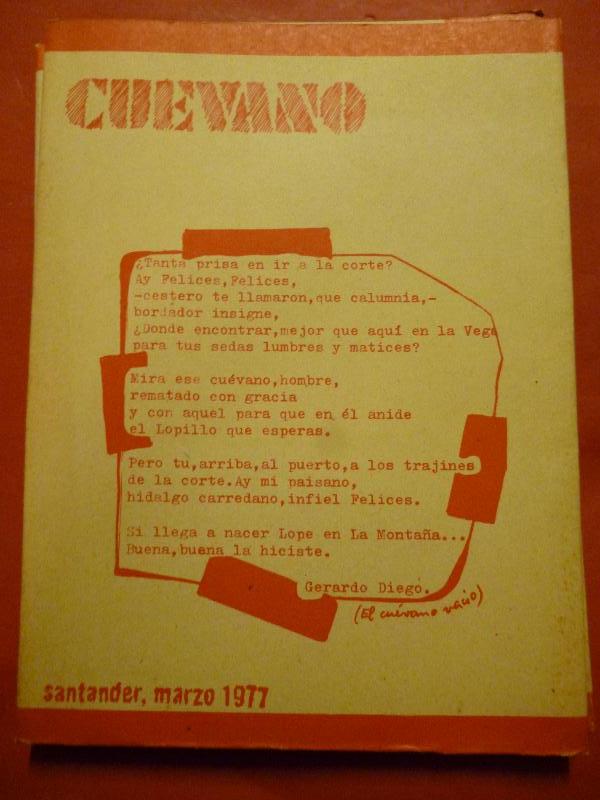 CUEVANO
¿Tanta prisa en ir a la corte?
Ay Felices,Felices,
-cestero te llamaron,que calumnia,-
bordador insigne,
¿Donde encontrar,mejor que aquí en la Vega
para tus sedas lumbres y matices?
Mira ese cuévano,hombre,
rematado con gracia
y con aquel para que en él anide
el Lopillo que esperas.
Pero tu,arriba,al puerto,a los trajines
de la corte.Ay mi paisano,
hidalgo carredano,infiel Felices.
Si llega a nacer Lope en La Montaña...
Buena,buena la hiciste.
Gerardo Diego.
(El cuévano vacio)
santander, marzo 1977